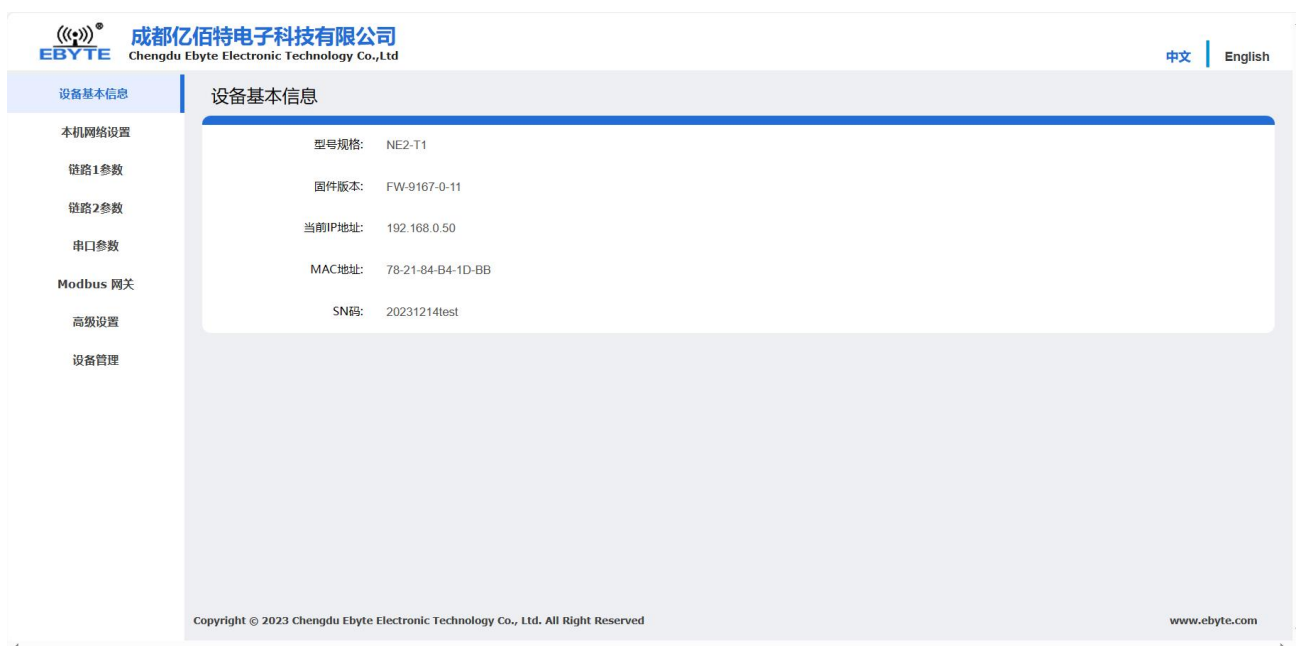 EBYTE
®
成都亿佰特电子科技有限公司
Chengdu Ebyte Electronic Technology Co.,Ltd
中文
English
设备基本信息
本机网络设置
链路1参数
链路2参数
串口参数
Modbus 网关
高级设置
设备管理
设备基本信息
型号规格: NE2-T1
固件版本: FW-9167-0-11
当前IP地址: 192.168.0.50
MAC地址: 78-21-84-B4-1D-BB
SN码: 20231214test
Copyright © 2023 Chengdu Ebyte Electronic Technology Co., Ltd. All Right Reserved
www.ebyte.com